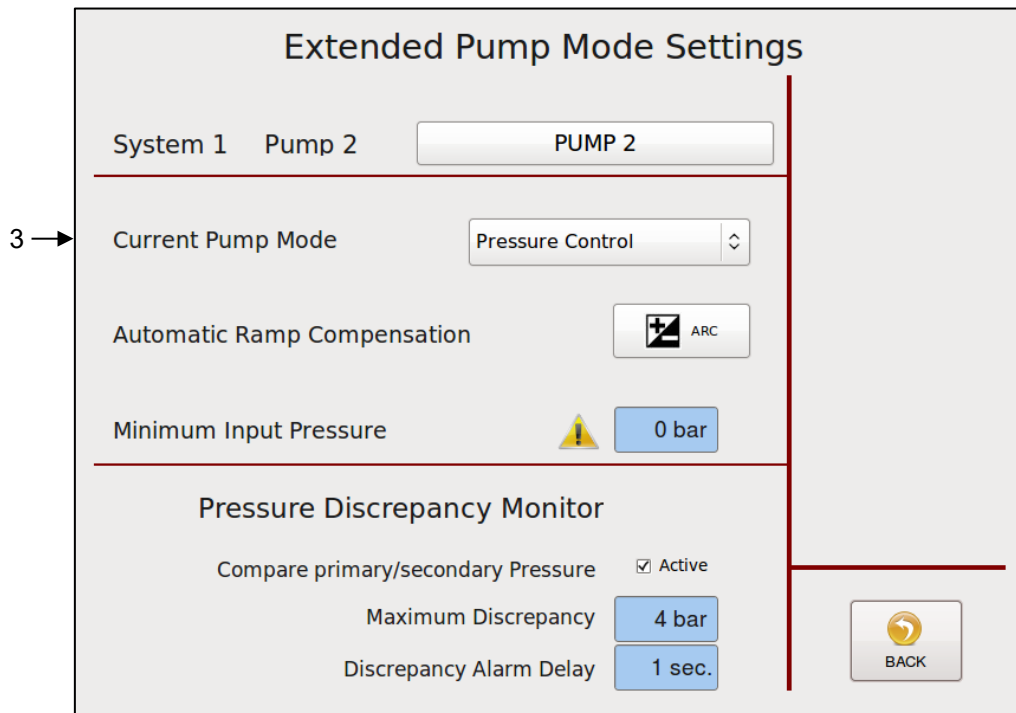 Extended Pump Mode Settings
System 1 Pump 2 PUMP 2
3 Current Pump Mode Pressure Control
Automatic Ramp Compensation ARC
Minimum Input Pressure 0 bar
Pressure Discrepancy Monitor
Compare primary/secondary Pressure Active
Maximum Discrepancy 4 bar
Discrepancy Alarm Delay 1 sec.
BACK